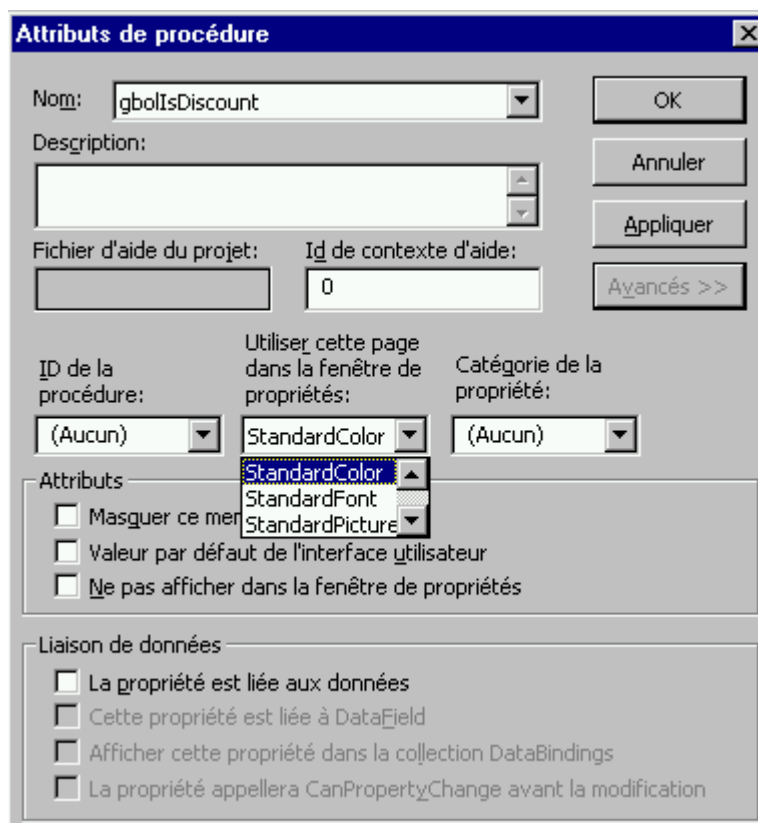 Attributs de procédure
Nom: gbolIsDiscount
OK
Description:
Annuler
Appliquer
Fichier d'aide du projet: Id de contexte d'aide:
0
Avancés >>
ID de la procédure:
Utiliser cette page dans la fenêtre de propriétés:
Catégorie de la propriété:
(Aucun) StandardColor (Aucun)
StandardColor
StandardFont
StandardPicture
Attributs
Masquer ce
Valeur par défaut de l'interface utilisateur
Ne pas afficher dans la fenêtre de propriétés
Liaison de données
La propriété est liée aux données
Cette propriété est liée à DataField
Afficher cette propriété dans la collection DataBindings
La propriété appellera CanPropertyChange avant la modification